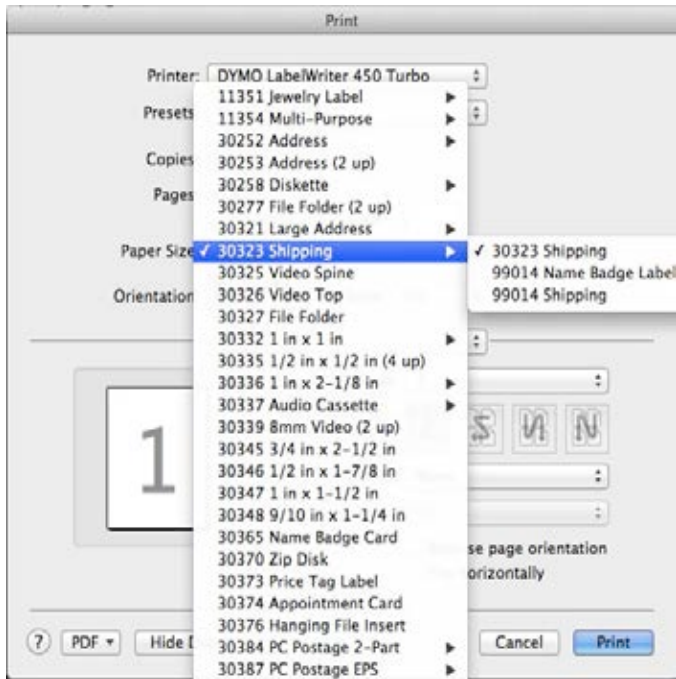 Print
Printer: DYMO LabelWriter 450 Turbo
Presets
Copies
Pages
Paper Size
Orientation
11351 Jewelry Label
11354 Multi-Purpose
30252 Address
30253 Address (2 up)
30258 Diskette
30277 File Folder (2 up)
30321 Large Address
✓ 30323 Shipping
30325 Video Spine
30326 Video Top
30327 File Folder
30332 1 in x 1 in
30335 1/2 in x 1/2 in (4 up)
30336 1 in x 2-1/8 in
30337 Audio Cassette
30339 8mm Video (2 up)
30345 3/4 in x 2-1/2 in
30346 1/2 in x 1-7/8 in
30347 1 in x 1-1/2 in
30348 9/10 in x 1-1/4 in
30365 Name Badge Card
30370 Zip Disk
30373 Price Tag Label
30374 Appointment Card
30376 Hanging File Insert
30384 PC Postage 2-Part
30387 PC Postage EPS
✓ 30323 Shipping
99014 Name Badge Label
99014 Shipping
1
se page orientation
orizontally
? PDF Hide Cancel Print